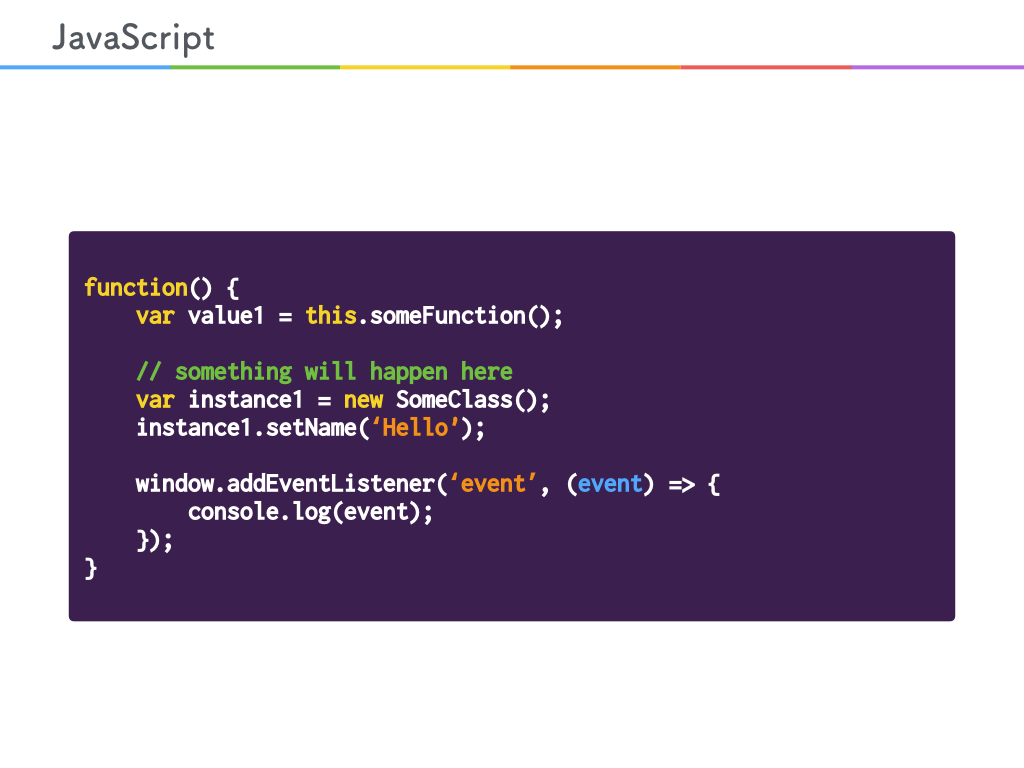 JavaScript
function() {
    var value1 = this.someFunction();
    // something will happen here
    var instance1 = new SomeClass();
    instance1.setName(‘Hello’);
    window.addEventListener(‘event’, (event) => {
        console.log(event);
    });
}